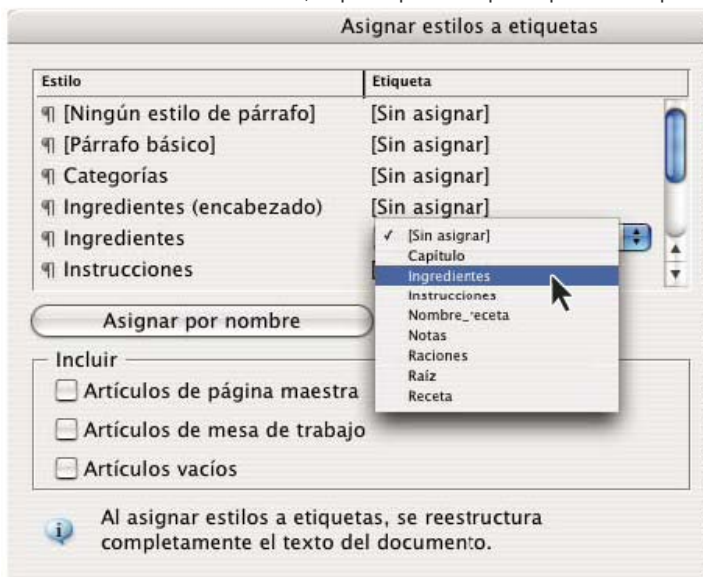 Asignar estilos a etiquetas
Estilo Etiqueta
¶ [Ningún estilo de párrafo] [Sin asignar]
¶ [Párrafo básico] [Sin asignar]
¶ Categorías [Sin asignar]
¶ Ingredientes (encabezado) [Sin asignar]
¶ Ingredientes
¶ Instrucciones
✓ [Sin asignar]
Capítulo
Ingredientes
Instrucciones
Nombre_receta
Notas
Raciones
Raíz
Receta
Asignar por nombre
Incluir
Artículos de página maestra
Artículos de mesa de trabajo
Artículos vacíos
Al asignar estilos a etiquetas, se reestructura
completamente el texto del documento.